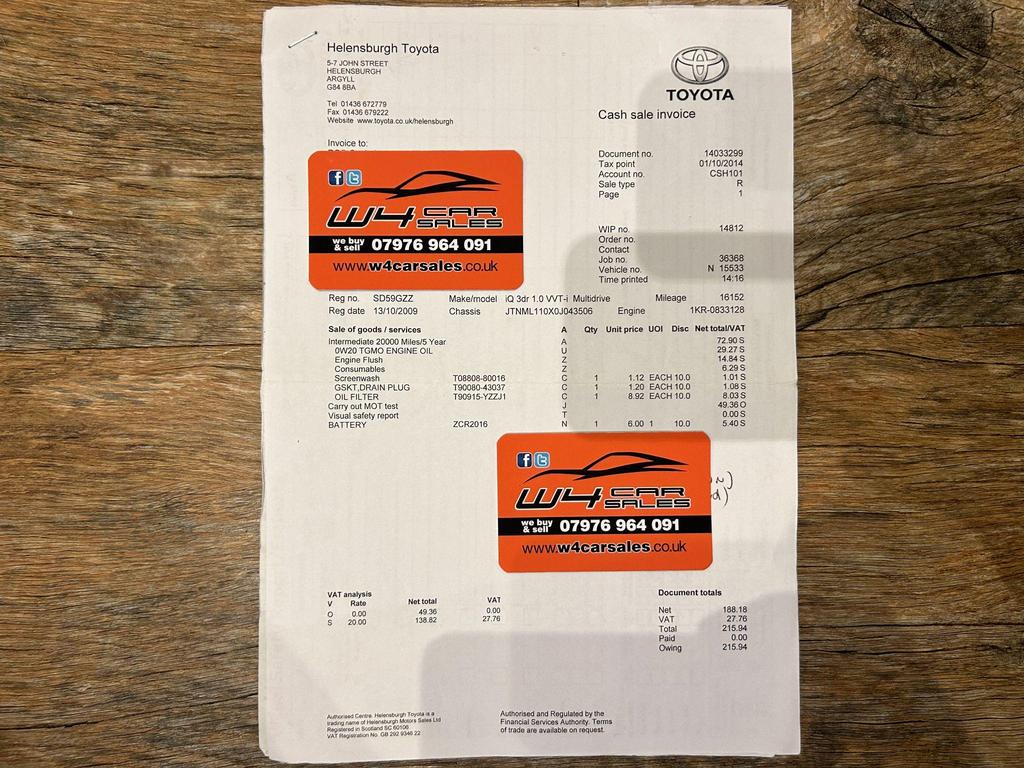 Helensburgh Toyota
5-7 JOHN STREET
HELENSBURGH
ARGYLL
G84 8BA
Tel 01436 672779
Fax 01436 679222
Website www.toyota.co.uk/helensburgh
TOYOTA
Cash sale invoice
Invoice to:
Document no. 14033299
Tax point 01/10/2014
Account no. CSH101
Sale type R
Page 1
W4 CAR SALES
we buy & sell 07976 964 091
www.w4carsales.co.uk
WIP no. 14812
Order no.
Contact
Job no. 36368
Vehicle no. N 15533
Time printed 14:16
Reg no. SD59GZZ Make/model iQ 3dr 1.0 VVT-i Multidrive Mileage 16152
Reg date 13/10/2009 Chassis JTNML110X0J043506 Engine 1KR-0833128
Sale of goods / services A Qty Unit price UOI Disc Net total/VAT
Intermediate 20000 Miles/5 Year A 72.90 S
0W20 TGMO ENGINE OIL U 29.27 S
Engine Flush Z 14.84 S
Consumables Z 6.29 S
Screenwash T08808-80016 C 1 1.12 EACH 10.0 1.01 S
GSKT,DRAIN PLUG T90080-43037 C 1 1.20 EACH 10.0 1.08 S
OIL FILTER T90915-YZZJ1 C 1 8.92 EACH 10.0 8.03 S
Carry out MOT test J 49.36 O
Visual safety report T 0.00 S
BATTERY ZCR2016 N 1 6.00 1 10.0 5.40 S
W4 CAR SALES
we buy & sell 07976 964 091
www.w4carsales.co.uk
VAT analysis
V Rate Net total VAT
O 0.00 49.36 0.00
S 20.00 138.82 27.76
Document totals
Net 188.18
VAT 27.76
Total 215.94
Paid 0.00
Owing 215.94
Authorised Centre. Helensburgh Toyota is a
trading name of Helensburgh Motors Sales Ltd
Registered in Scotland SC 60106
VAT Registration No. GB 292 9346 22
Authorised and Regulated by the
Financial Services Authority. Terms
of trade are available on request.